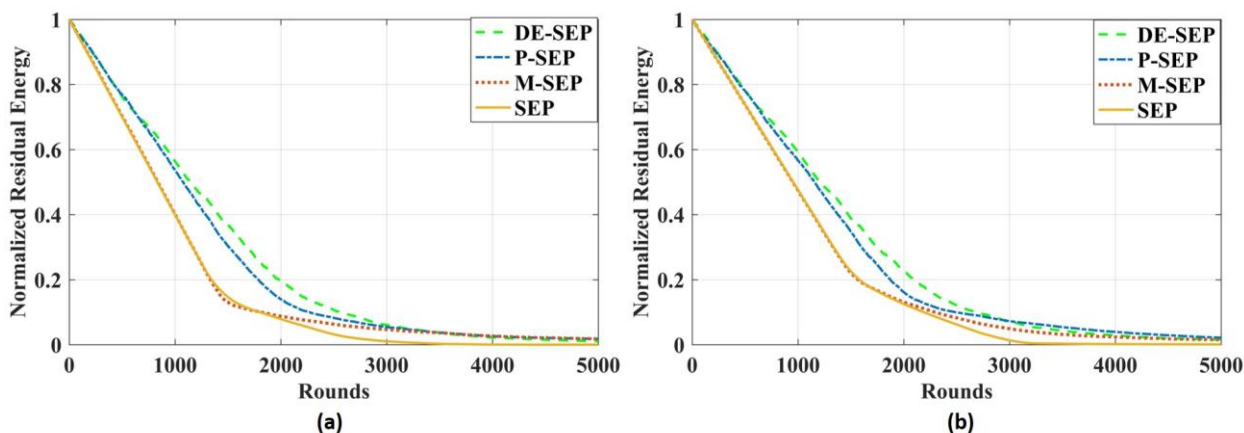 1
0.8
0.6
0.4
0.2
0
Normalized Residual Energy
DE-SEP
P-SEP
M-SEP
SEP
0 1000 2000 3000 4000 5000
Rounds
(a)
1
0.8
0.6
0.4
0.2
0
Normalized Residual Energy
DE-SEP
P-SEP
M-SEP
SEP
0 1000 2000 3000 4000 5000
Rounds
(b)